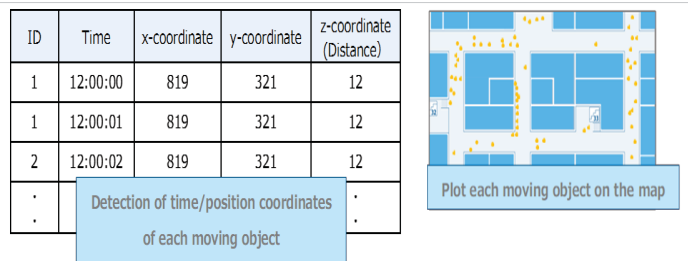 ID Time x-coordinate y-coordinate z-coordinate
(Distance)
1 12:00:00 819 321 12
1 12:00:01 819 321 12
2 12:00:02 819 321 12
Detection of time/position coordinates
of each moving object
Plot each moving object on the map